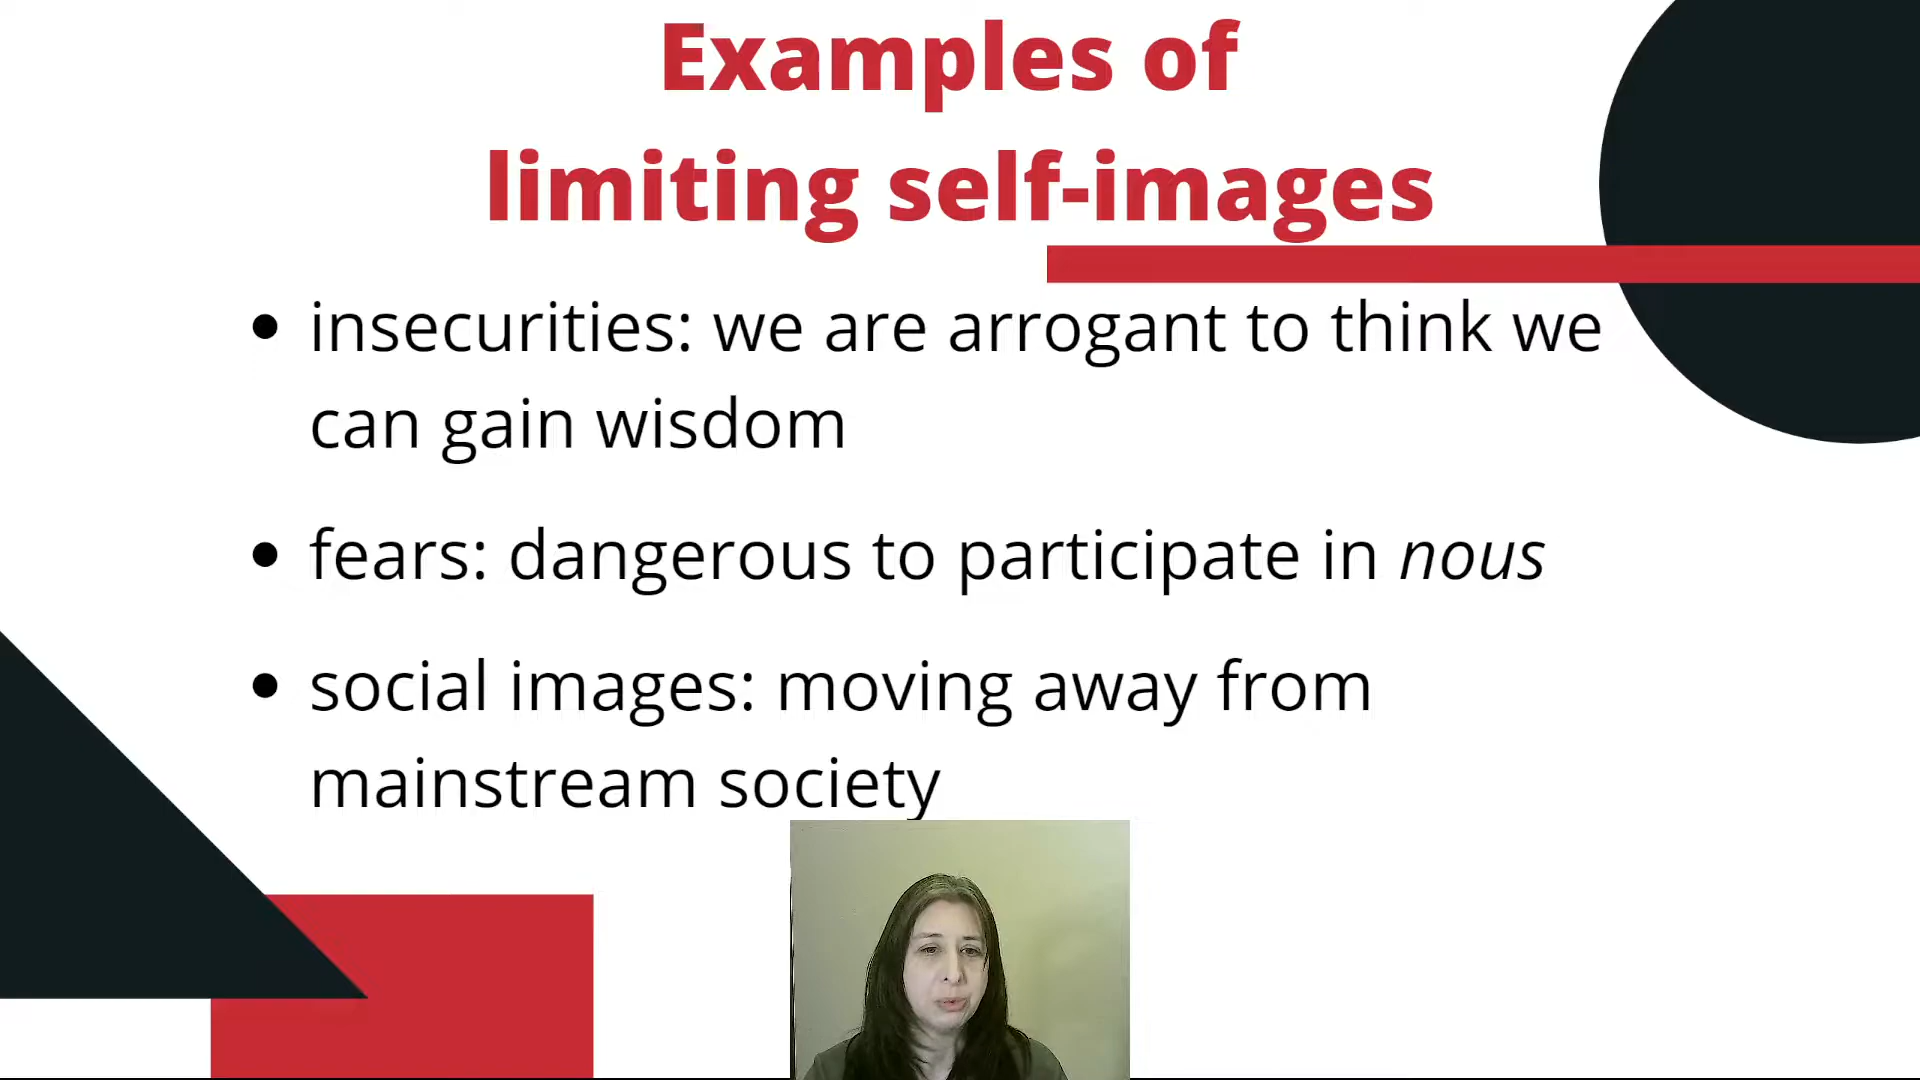 Examples of
limiting self-images
• insecurities: we are arrogant to think we
can gain wisdom
• fears: dangerous to participate in nous
• social images: moving away from
mainstream society